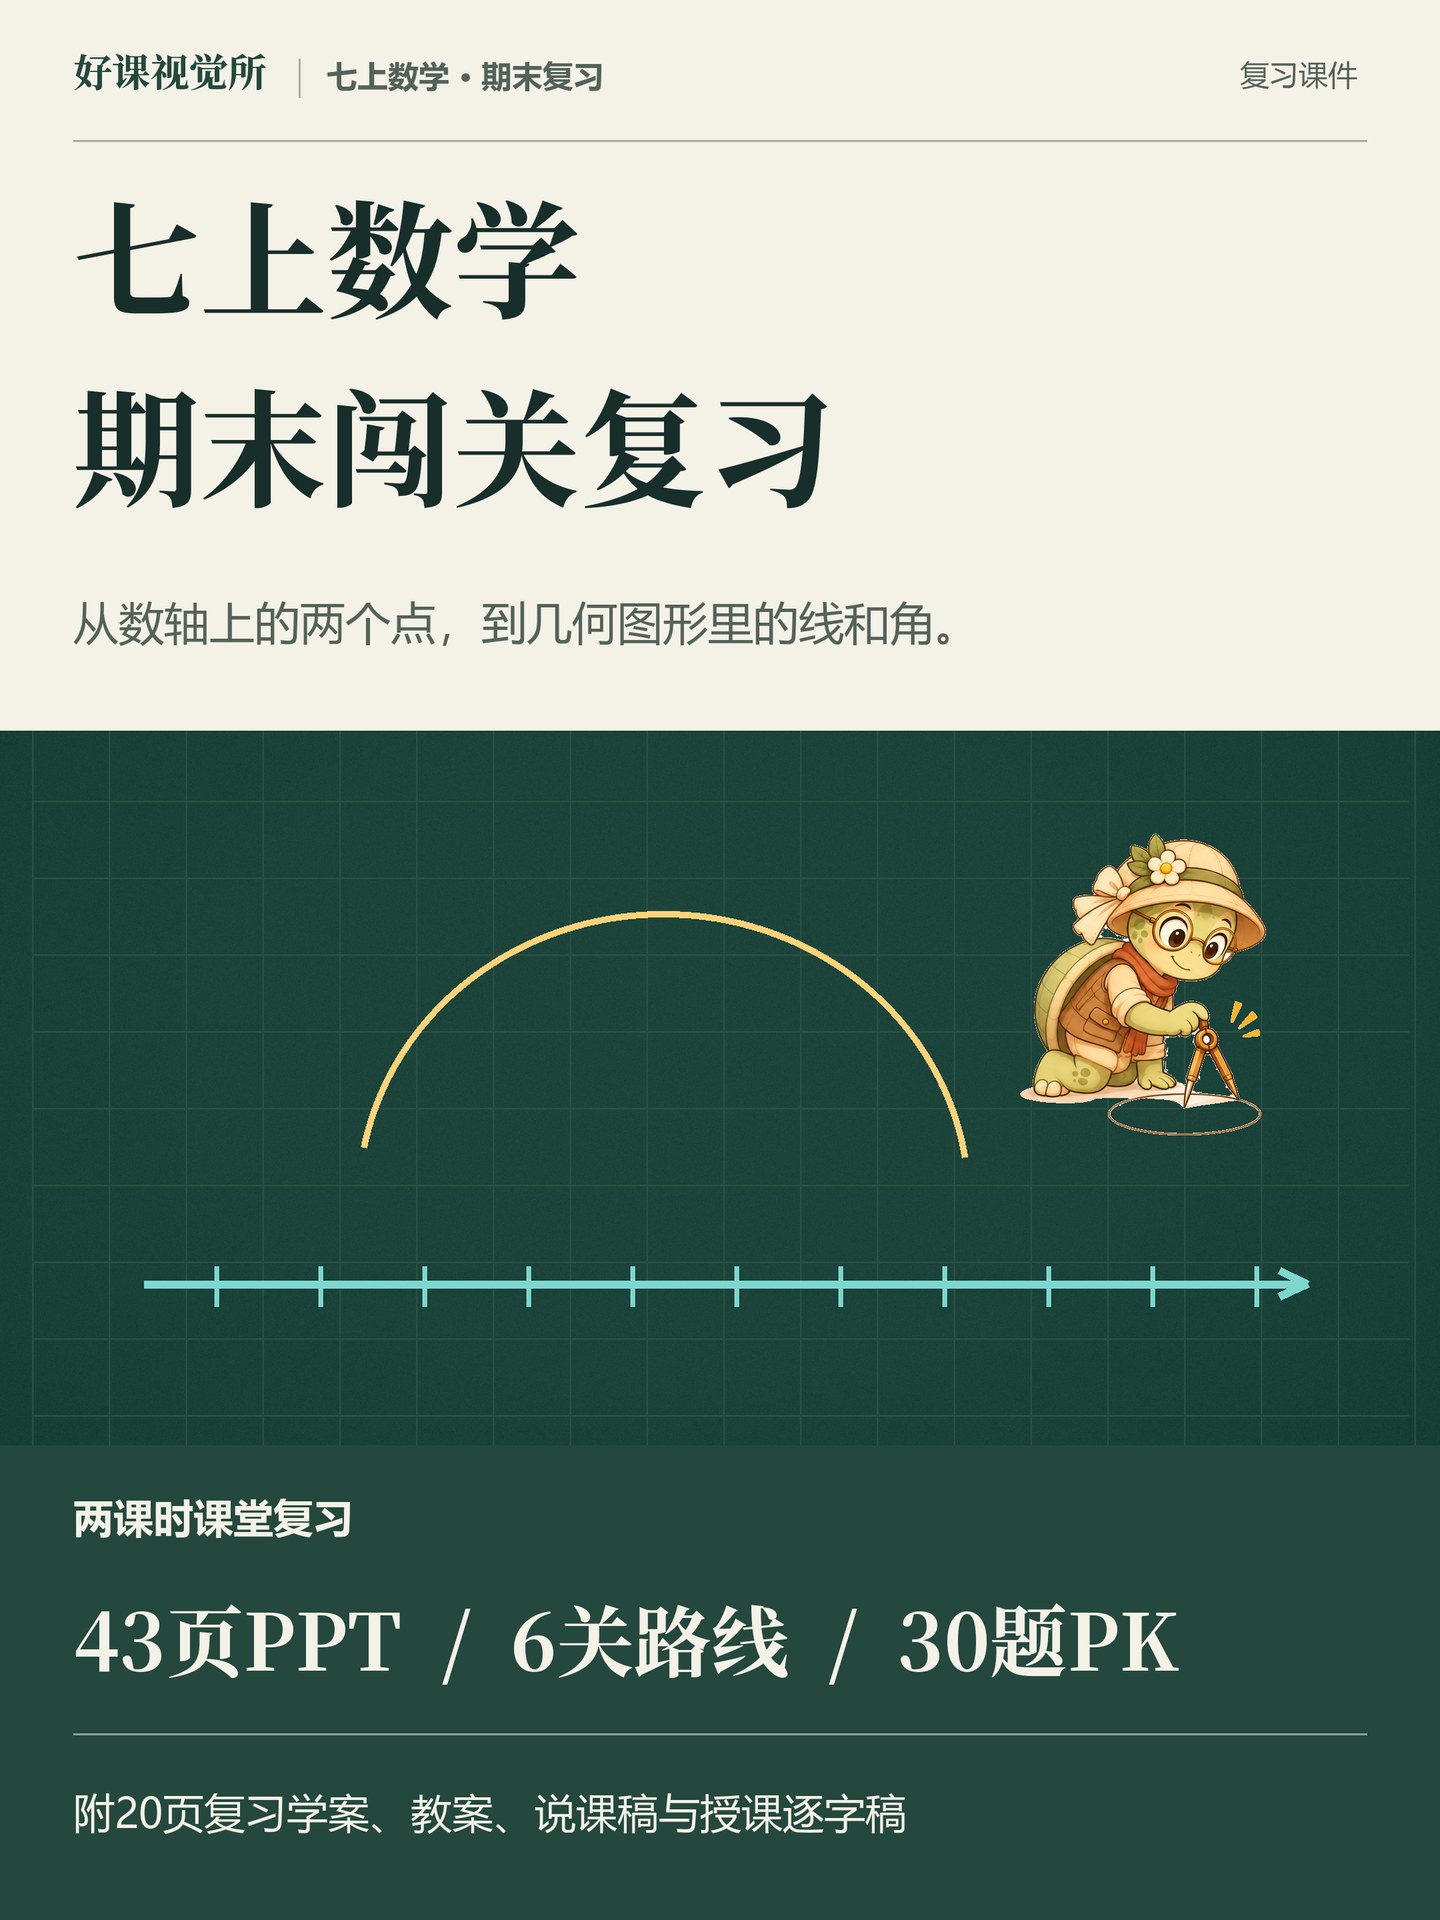 好课视觉所 | 七上数学·期末复习
复习课件
七上数学
期末闯关复习
从数轴上的两个点，到几何图形里的线和角。
两课时课堂复习
43页PPT / 6关路线 / 30题PK
附20页复习学案、教案、说课稿与授课逐字稿